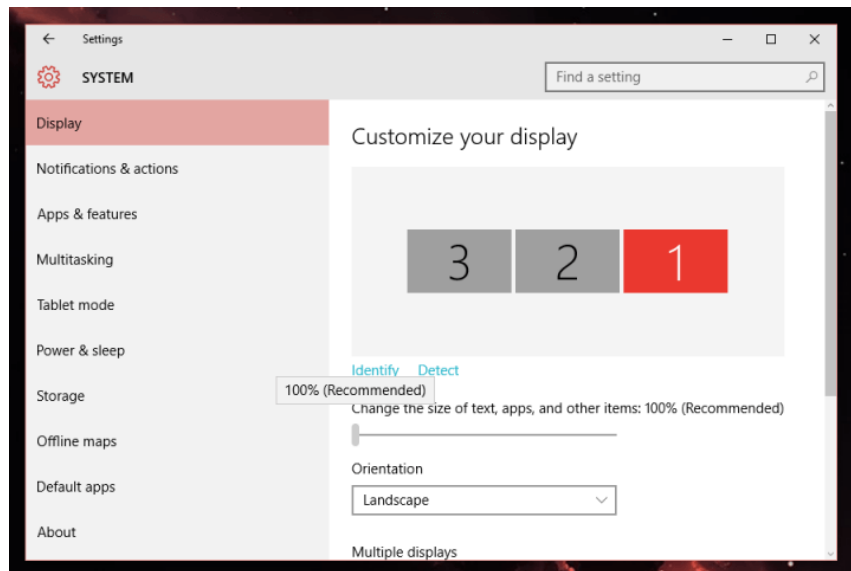 Settings
SYSTEM
Find a setting
Display
Notifications & actions
Apps & features
Multitasking
Tablet mode
Power & sleep
Storage
Offline maps
Default apps
About
Customize your display
3 2 1
Identify Detect
100% (Recommended)
Change the size of text, apps, and other items: 100% (Recommended)
Orientation
Landscape
Multiple displays